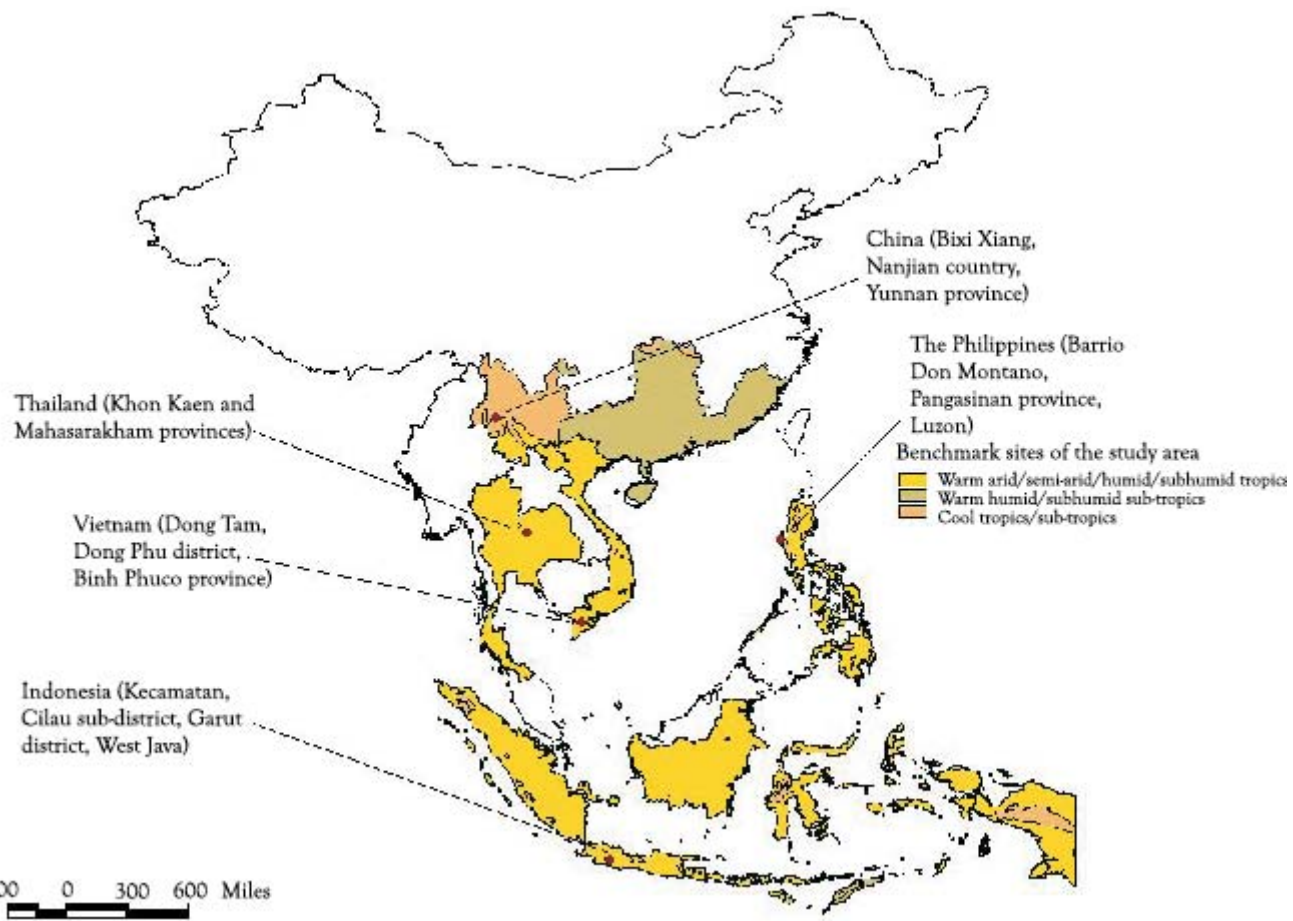 China (Bixi Xiang,
Nanjian country,
Yunnan province)
The Philippines (Barrio
Don Montano,
Pangasinan province,
Luzon)
Benchmark sites of the study area
Warm arid/semi-arid/humid/subhumid tropics
Warm humid/subhumid sub-tropics
Cool tropics/sub-tropics
Thailand (Khon Kaen and
Mahasarakham provinces)
Vietnam (Dong Tam,
Dong Phu district,
Binh Phuco province)
Indonesia (Kecamatan,
Cilau sub-district, Garut
district, West Java)
00 0 300 600 Miles